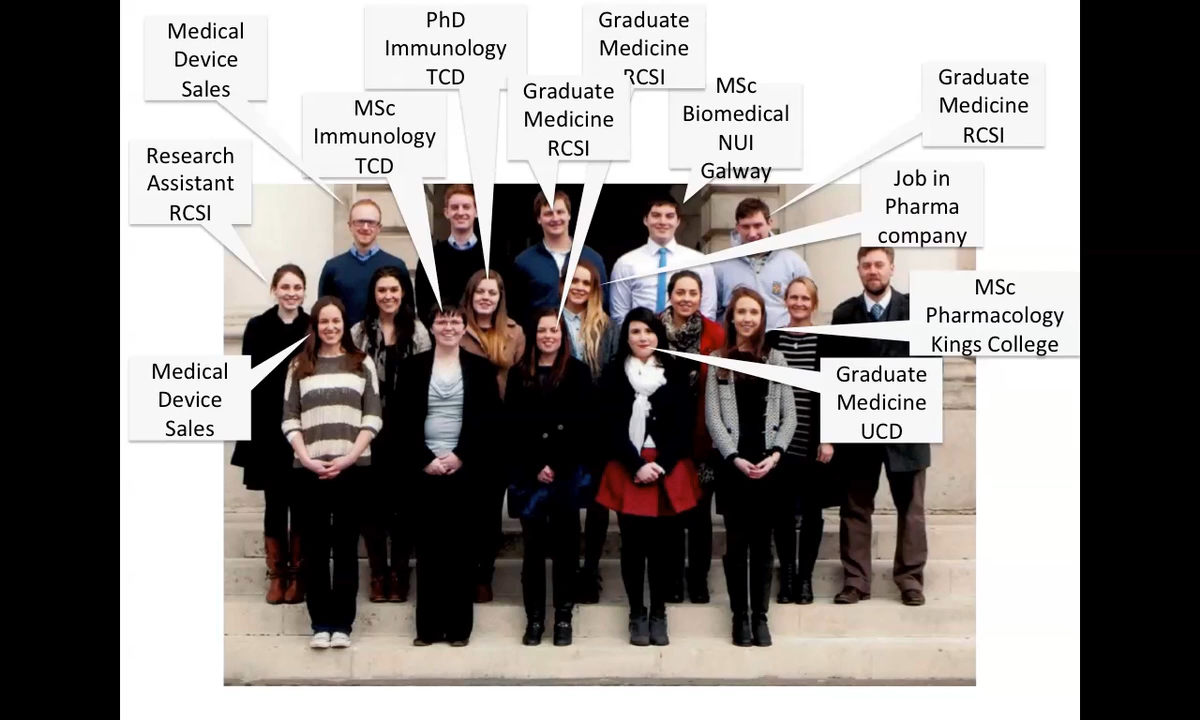 Medical
Device
Sales
PhD
Immunology
TCD
Graduate
Medicine
RCSI
MSc
Immunology
TCD
Graduate
Medicine
RCSI
MSc
Biomedical
NUI
Galway
Graduate
Medicine
RCSI
Research
Assistant
RCSI
Job in
Pharma
company
MSc
Pharmacology
Kings College
Medical
Device
Sales
Graduate
Medicine
UCD